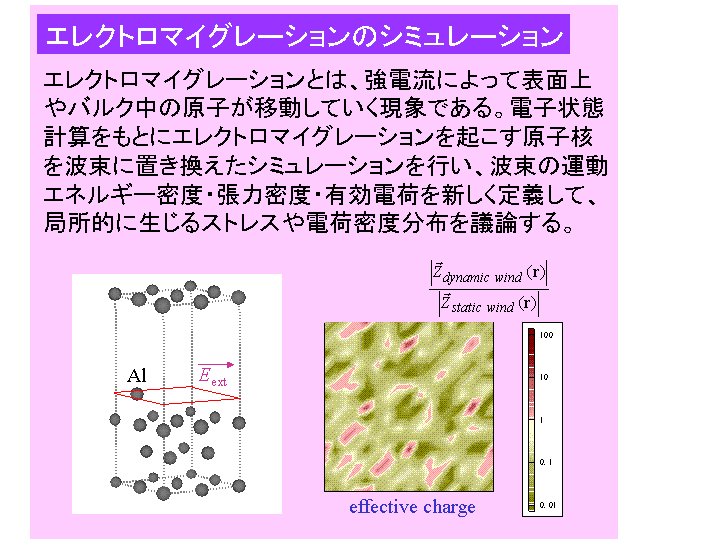 エレクトロマイグレーションのシミュレーション
エレクトロマイグレーションとは、強電流によって表面上
やバルク中の原子が移動していく現象である。電子状態
計算をもとにエレクトロマイグレーションを起こす原子核
を波束に置き換えたシミュレーションを行い、波束の運動
エネルギー密度・張力密度・有効電荷を新しく定義して、
局所的に生じるストレスや電荷密度分布を議論する。
|Z⃗dynamic wind (r)|
|Z⃗static wind (r)|
Al
Eext
100
10
1
0.1
0.01
effective charge